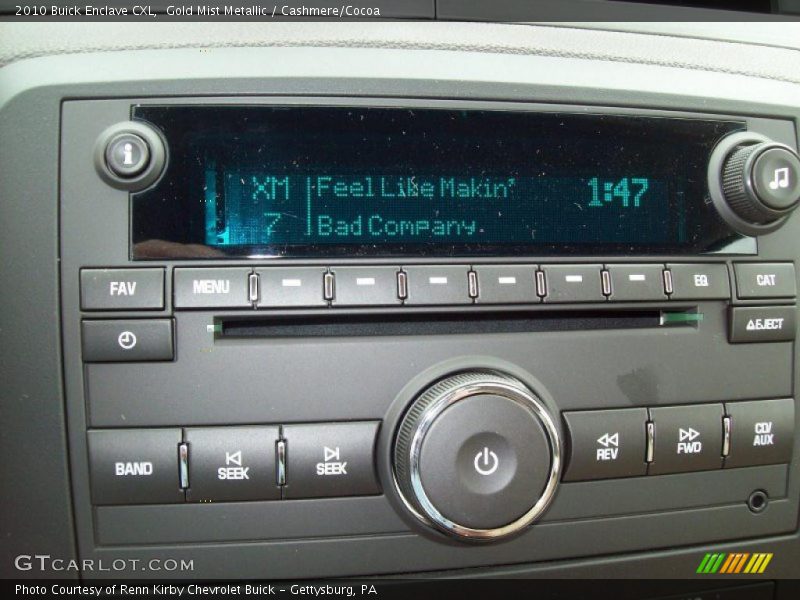 2010 Buick Enclave CXL,  Gold Mist Metallic / Cashmere/Cocoa
i
XM Feel Like Makin' 1:47
7 Bad Company
FAV MENU EQ CAT
EJECT
BAND SEEK SEEK REV FWD CD/AUX
GTCARLOT.COM
Photo Courtesy of Renn Kirby Chevrolet Buick - Gettysburg, PA